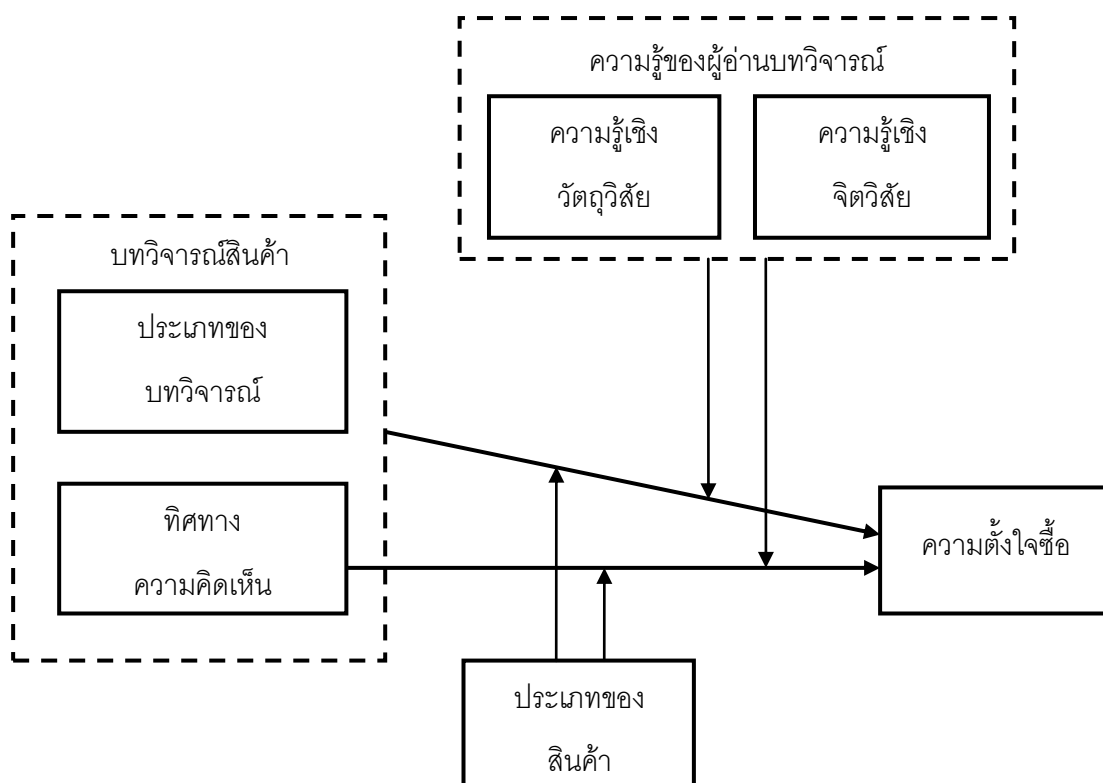 ความรู้ของผู้อ่านบทวิจารณ์
ความรู้เชิง
วัตถุวิสัย
ความรู้เชิง
จิตวิสัย
บทวิจารณ์สินค้า
ประเภทของ
บทวิจารณ์
ทิศทาง
ความคิดเห็น
ความตั้งใจซื้อ
ประเภทของ
สินค้า